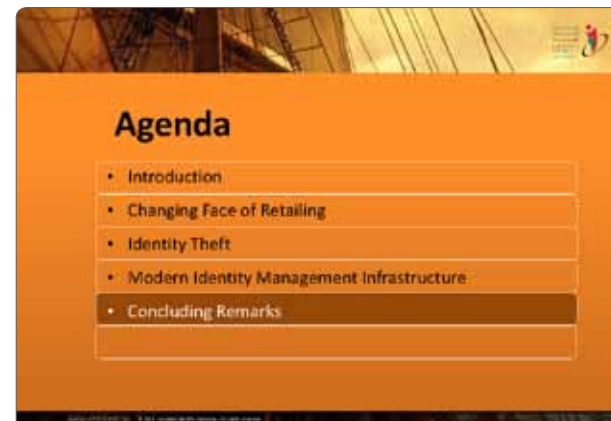 Agenda
• Introduction
• Changing Face of Retailing
• Identity Theft
• Modern Identity Management Infrastructure
• Concluding Remarks